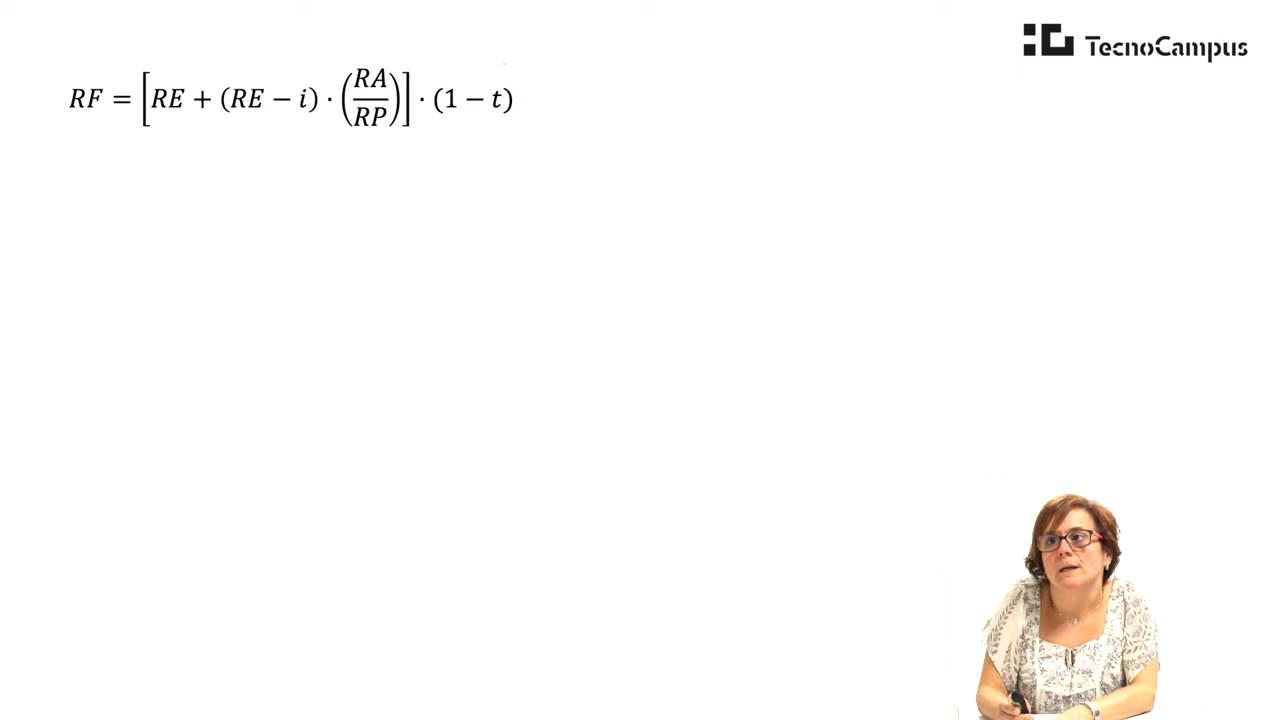 TecnoCampus
RF = [RE + (RE − i) · (RA/RP)] · (1 − t)